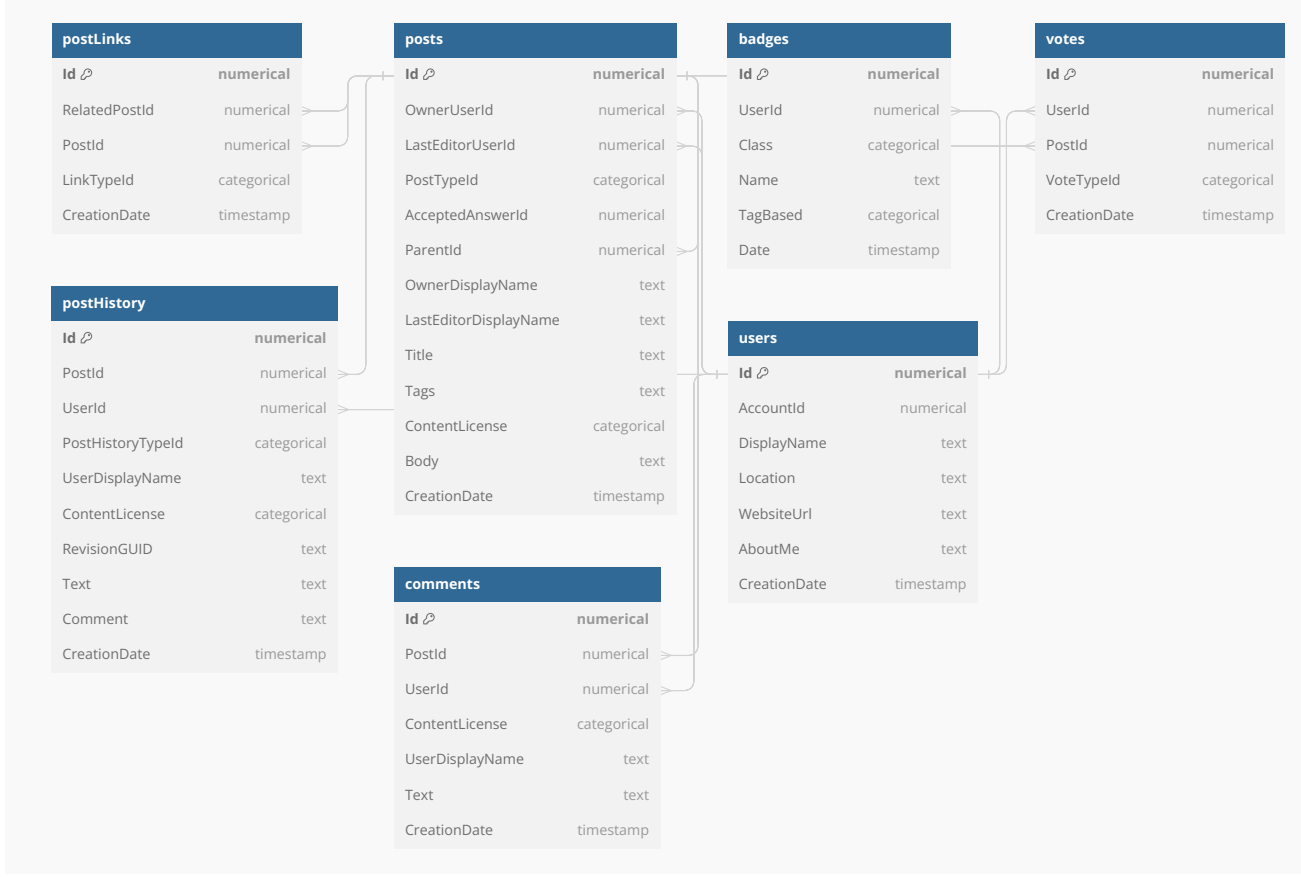 postLinks
Id numerical
RelatedPostId numerical
PostId numerical
LinkTypeId categorical
CreationDate timestamp
posts
Id numerical
OwnerUserId numerical
LastEditorUserId numerical
PostTypeId categorical
AcceptedAnswerId numerical
ParentId numerical
OwnerDisplayName text
LastEditorDisplayName text
Title text
Tags text
ContentLicense categorical
Body text
CreationDate timestamp
badges
Id numerical
UserId numerical
Class categorical
Name text
TagBased categorical
Date timestamp
votes
Id numerical
UserId numerical
PostId numerical
VoteTypeId categorical
CreationDate timestamp
postHistory
Id numerical
PostId numerical
UserId numerical
PostHistoryTypeId categorical
UserDisplayName text
ContentLicense categorical
RevisionGUID text
Text text
Comment text
CreationDate timestamp
users
Id numerical
AccountId numerical
DisplayName text
Location text
WebsiteUrl text
AboutMe text
CreationDate timestamp
comments
Id numerical
PostId numerical
UserId numerical
ContentLicense categorical
UserDisplayName text
Text text
CreationDate timestamp